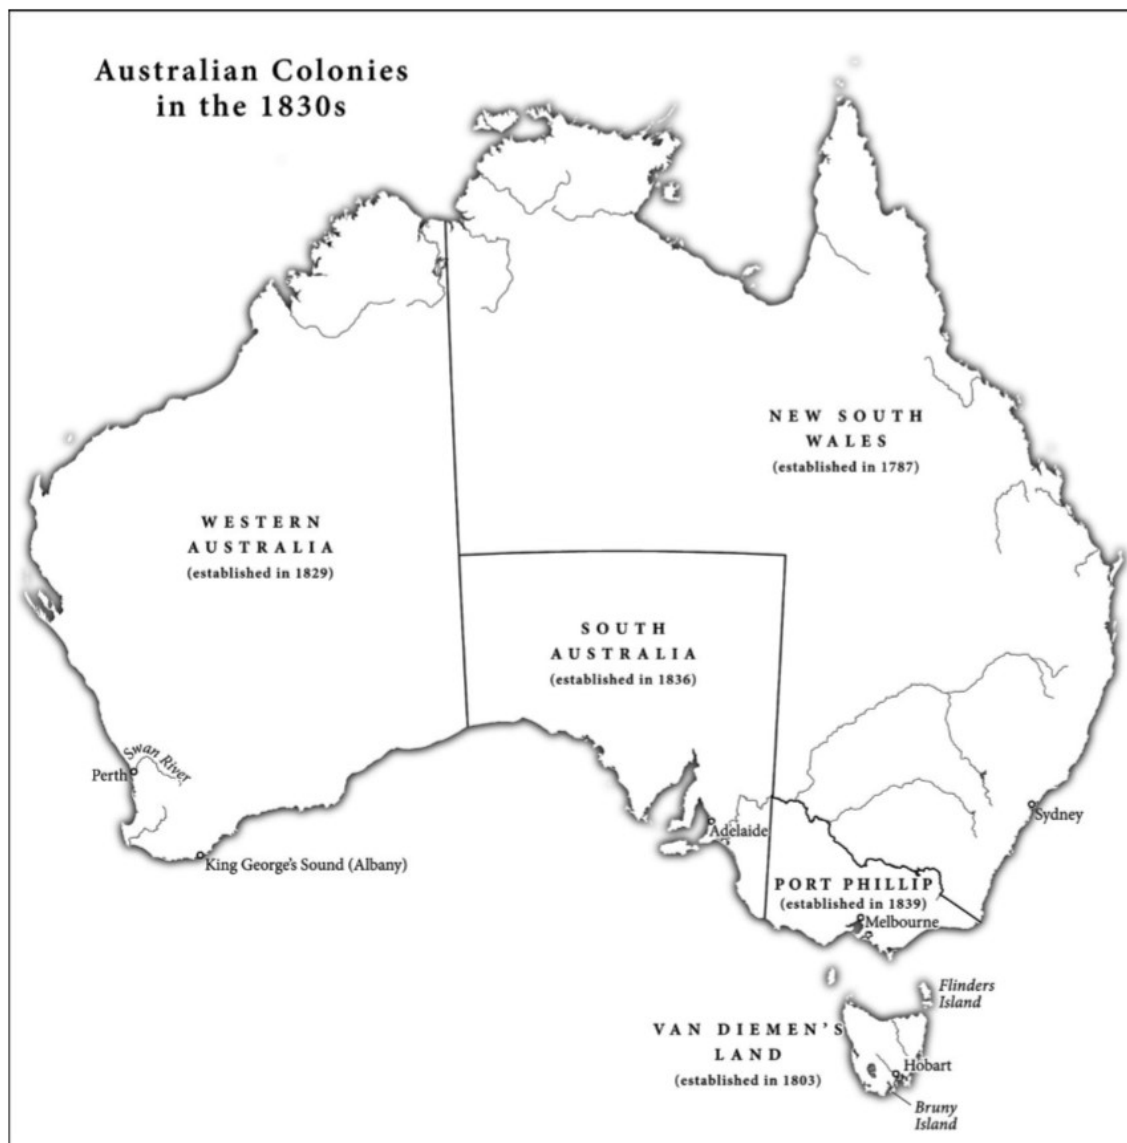 Australian Colonies
in the 1830s
NEW SOUTH
WALES
(established in 1787)
WESTERN
AUSTRALIA
(established in 1829)
SOUTH
AUSTRALIA
(established in 1836)
Swan River
Perth
King George's Sound (Albany)
Adelaide
Sydney
PORT PHILLIP
(established in 1839)
Melbourne
Flinders
Island
VAN DIEMEN'S
LAND
(established in 1803)
Hobart
Bruny
Island